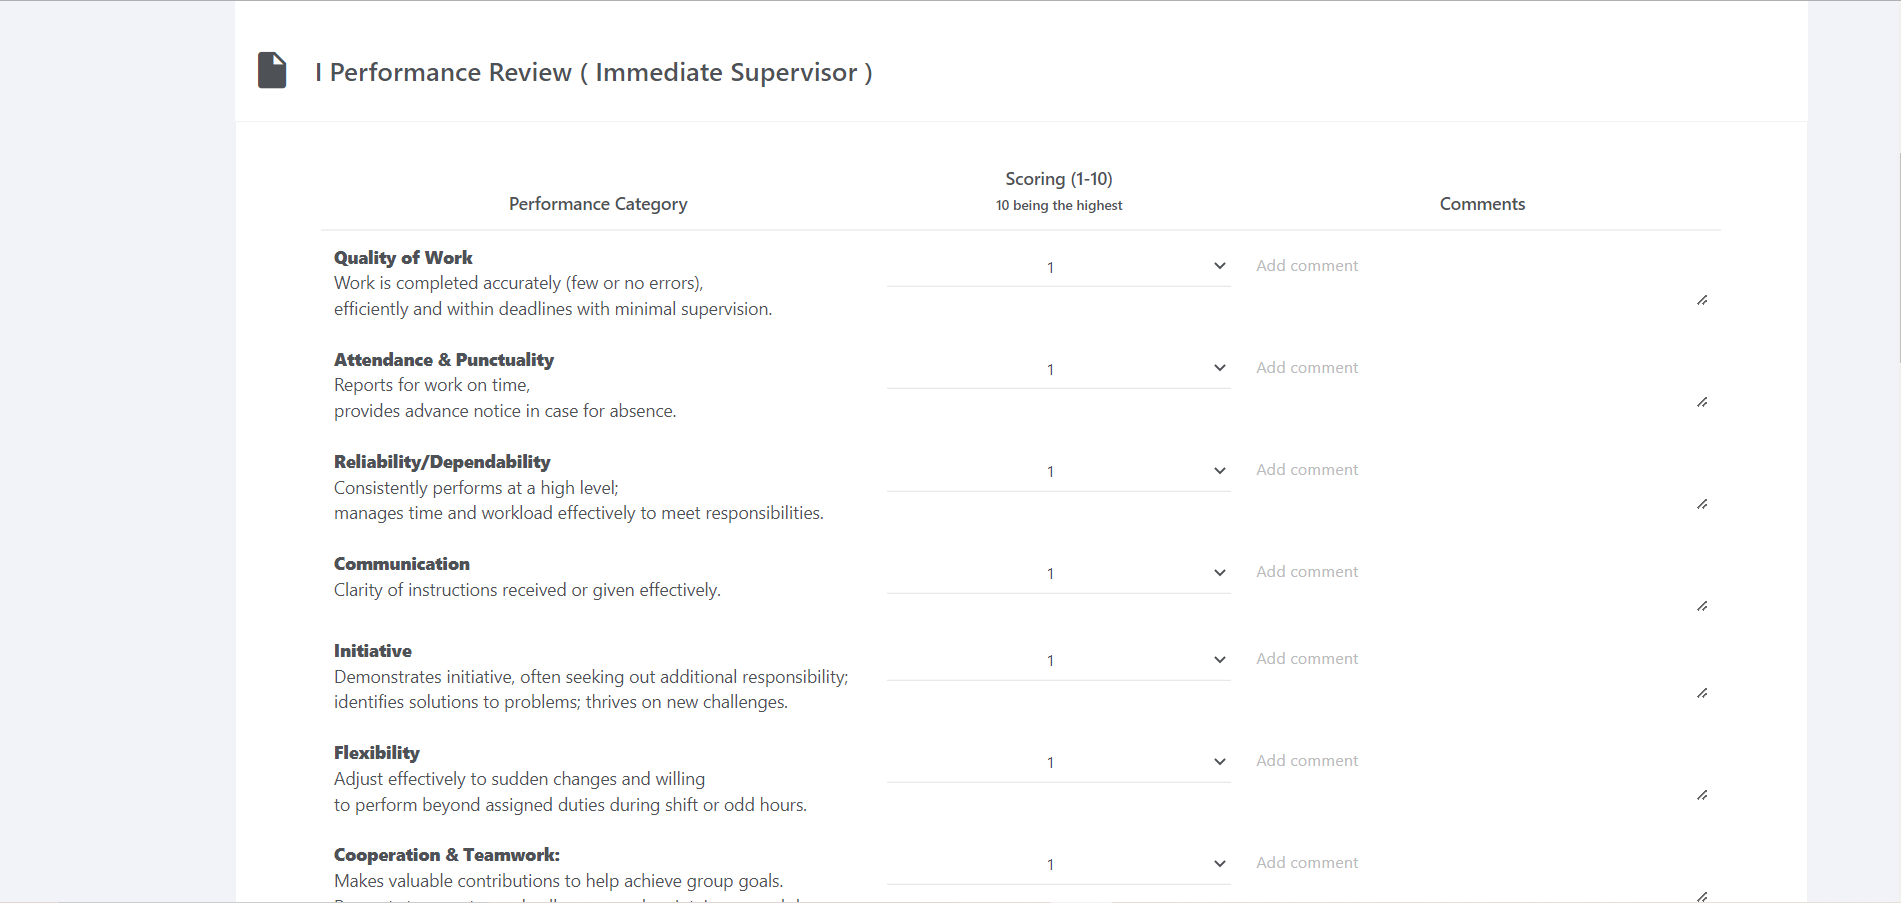 I Performance Review ( Immediate Supervisor )
Performance Category
Scoring (1-10)
10 being the highest
Comments
Quality of Work
Work is completed accurately (few or no errors),
efficiently and within deadlines with minimal supervision.
1
Add comment
Attendance & Punctuality
Reports for work on time,
provides advance notice in case for absence.
1
Add comment
Reliability/Dependability
Consistently performs at a high level;
manages time and workload effectively to meet responsibilities.
1
Add comment
Communication
Clarity of instructions received or given effectively.
1
Add comment
Initiative
Demonstrates initiative, often seeking out additional responsibility;
identifies solutions to problems; thrives on new challenges.
1
Add comment
Flexibility
Adjust effectively to sudden changes and willing
to perform beyond assigned duties during shift or odd hours.
1
Add comment
Cooperation & Teamwork:
Makes valuable contributions to help achieve group goals.
1
Add comment